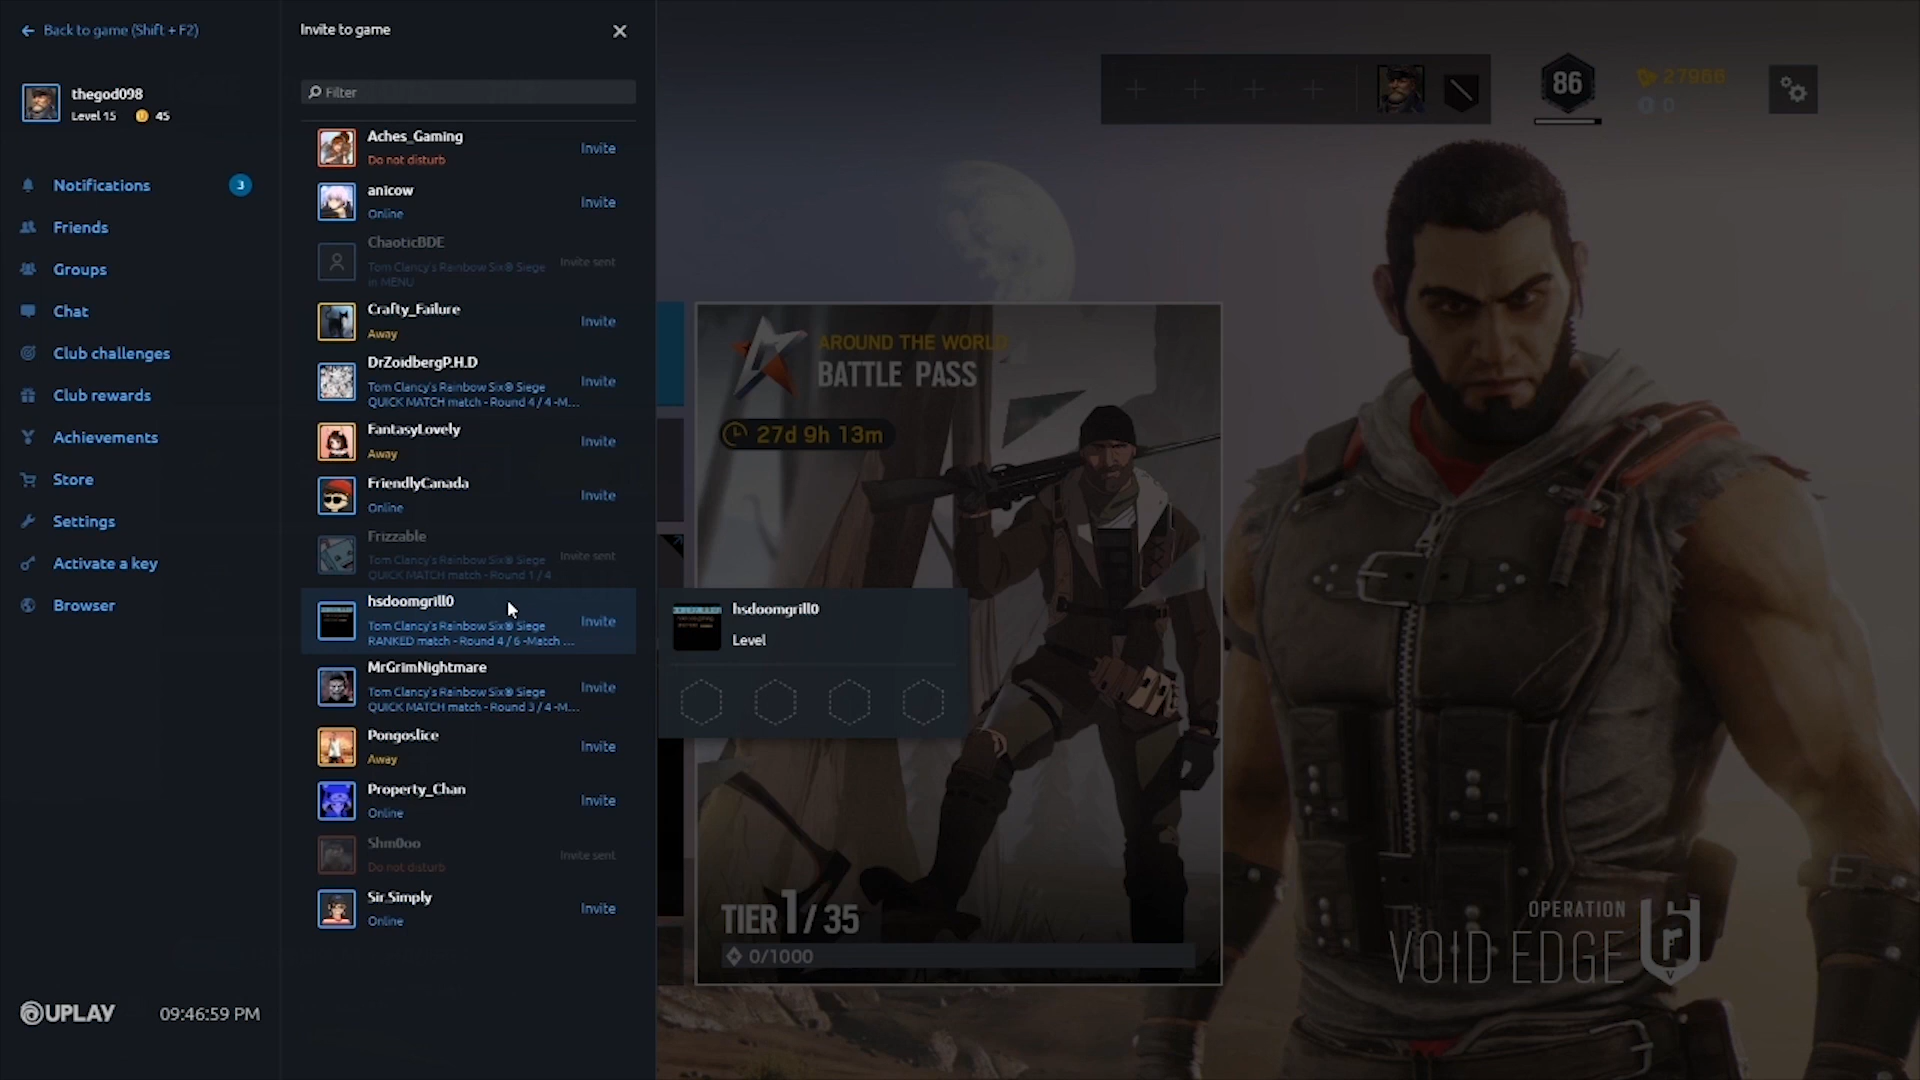 Back to game (Shift + F2)
thegod098
Level 15 45
Notifications 3
Friends
Groups
Chat
Club challenges
Club rewards
Achievements
Store
Settings
Activate a key
Browser
UPLAY 09:46:59 PM
Invite to game
Filter
Aches_Gaming
Do not disturb
Invite
anicow
Online
Invite
ChaoticBDE
Tom Clancy's Rainbow Six® Siege
in MENU
Invite sent
Crafty_Failure
Away
Invite
DrZoidbergP.H.D
Tom Clancy's Rainbow Six® Siege
QUICK MATCH match - Round 4 / 4 -M...
Invite
FantasyLovely
Away
Invite
FriendlyCanada
Online
Invite
Frizzable
Tom Clancy's Rainbow Six® Siege
QUICK MATCH match - Round 1 / 4
Invite sent
hsdoomgrill0
Tom Clancy's Rainbow Six® Siege
RANKED match - Round 4 / 6 -Match ...
Invite
MrGrimNightmare
Tom Clancy's Rainbow Six® Siege
QUICK MATCH match - Round 3 / 4 -M...
Invite
Pongoslice
Away
Invite
Property_Chan
Online
Invite
Shm0oo
Do not disturb
Invite sent
Sir.Simply
Online
Invite
hsdoomgrill0
Level
86
27966
0
AROUND THE WORLD
BATTLE PASS
27d 9h 13m
TIER 1 / 35
0/1000
OPERATION
VOID EDGE